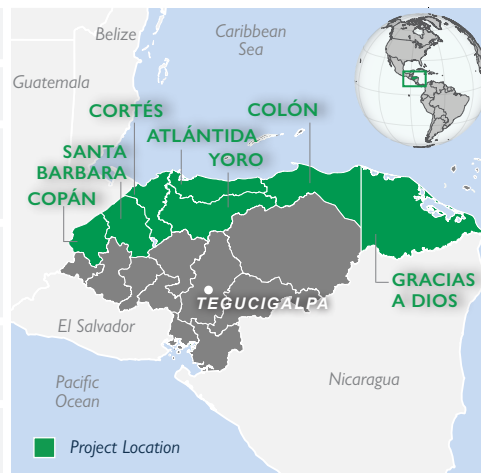 Belize
Caribbean
Sea
Guatemala
CORTÉS
COLÓN
ATLÁNTIDA
SANTA
BARBARA
YORO
COPÁN
GRACIAS
A DIOS
TEGUCIGALPA
El Salvador
Nicaragua
Pacific
Ocean
Project Location